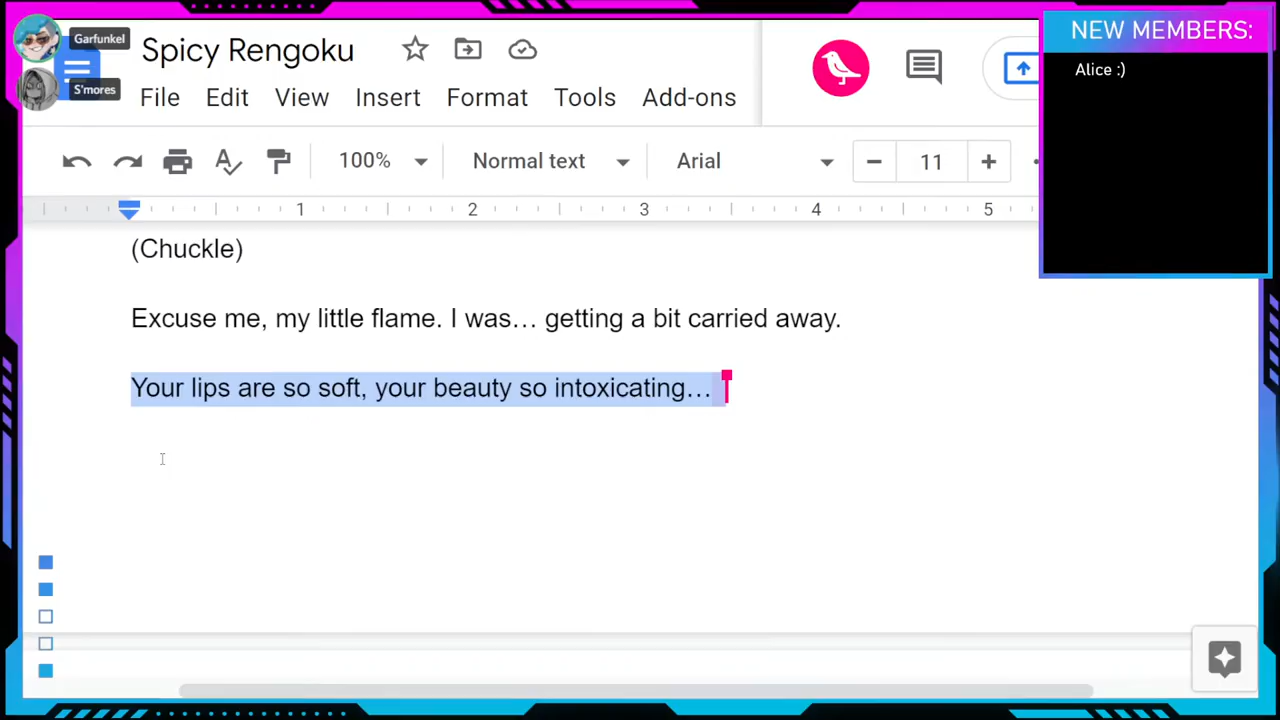 Garfunkel
S'mores
Spicy Rengoku
File Edit View Insert Format Tools Add-ons
NEW MEMBERS:
Alice :)
100% Normal text Arial 11
1 2 3 4 5
(Chuckle)
Excuse me, my little flame. I was… getting a bit carried away.
Your lips are so soft, your beauty so intoxicating…